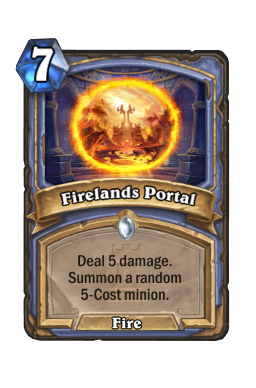 7
Firelands Portal
Deal 5 damage.
Summon a random
5-Cost minion.
Fire